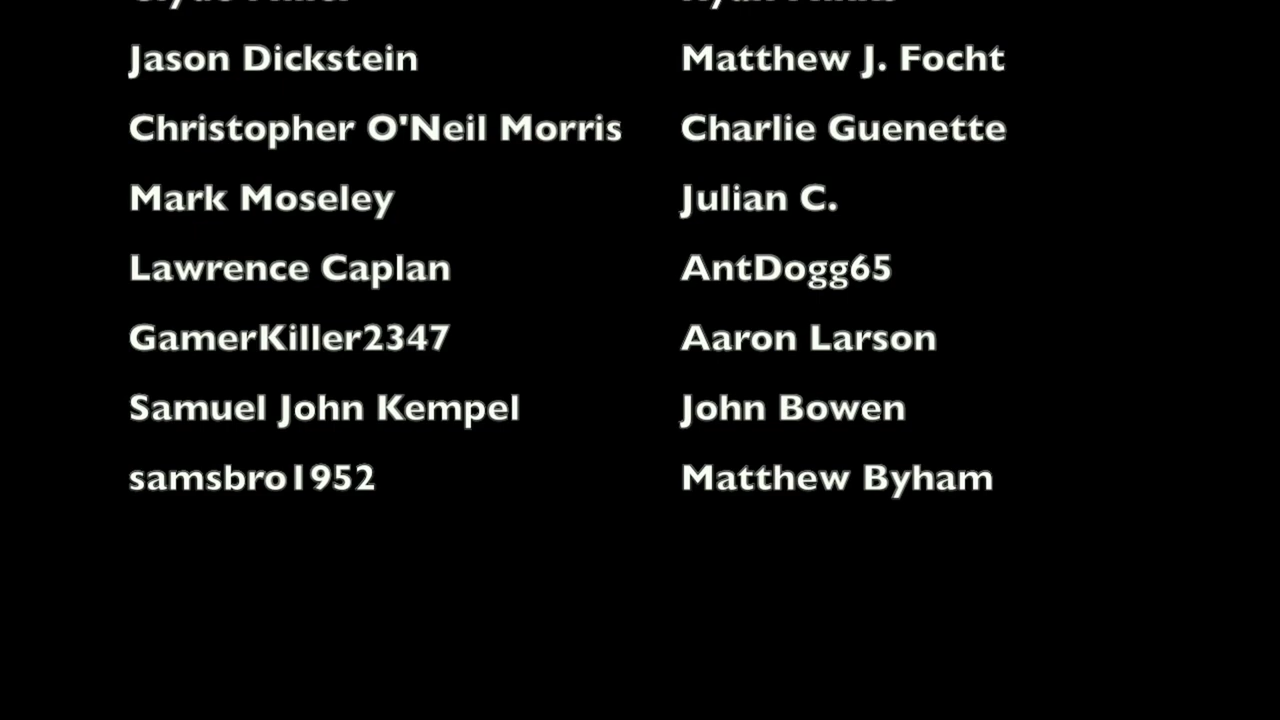 Jason Dickstein
Matthew J. Focht
Christopher O'Neil Morris
Charlie Guenette
Mark Moseley
Julian C.
Lawrence Caplan
AntDogg65
GamerKiller2347
Aaron Larson
Samuel John Kempel
John Bowen
samsbro1952
Matthew Byham